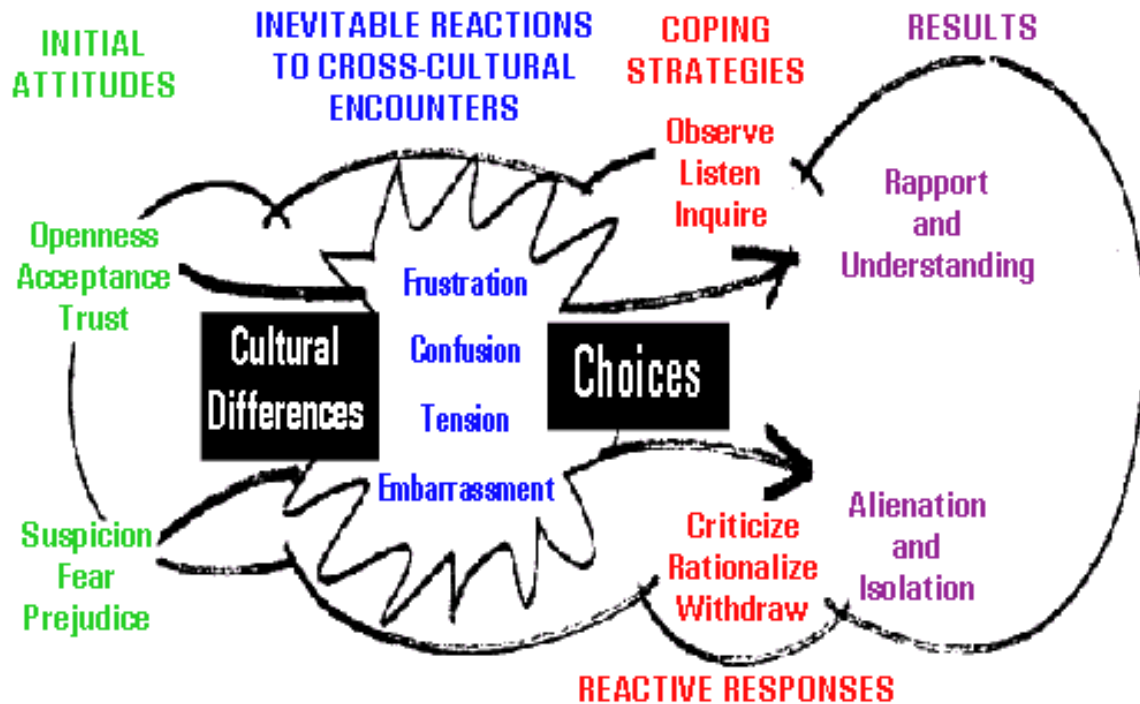 INITIAL
ATTITUDES
INEVITABLE REACTIONS
TO CROSS-CULTURAL
ENCOUNTERS
COPING
STRATEGIES
RESULTS
Openness
Acceptance
Trust
Suspicion
Fear
Prejudice
Cultural
Differences
Frustration
Confusion
Tension
Embarrassment
Choices
Observe
Listen
Inquire
Rapport
and
Understanding
Criticize
Rationalize
Withdraw
Alienation
and
Isolation
REACTIVE RESPONSES